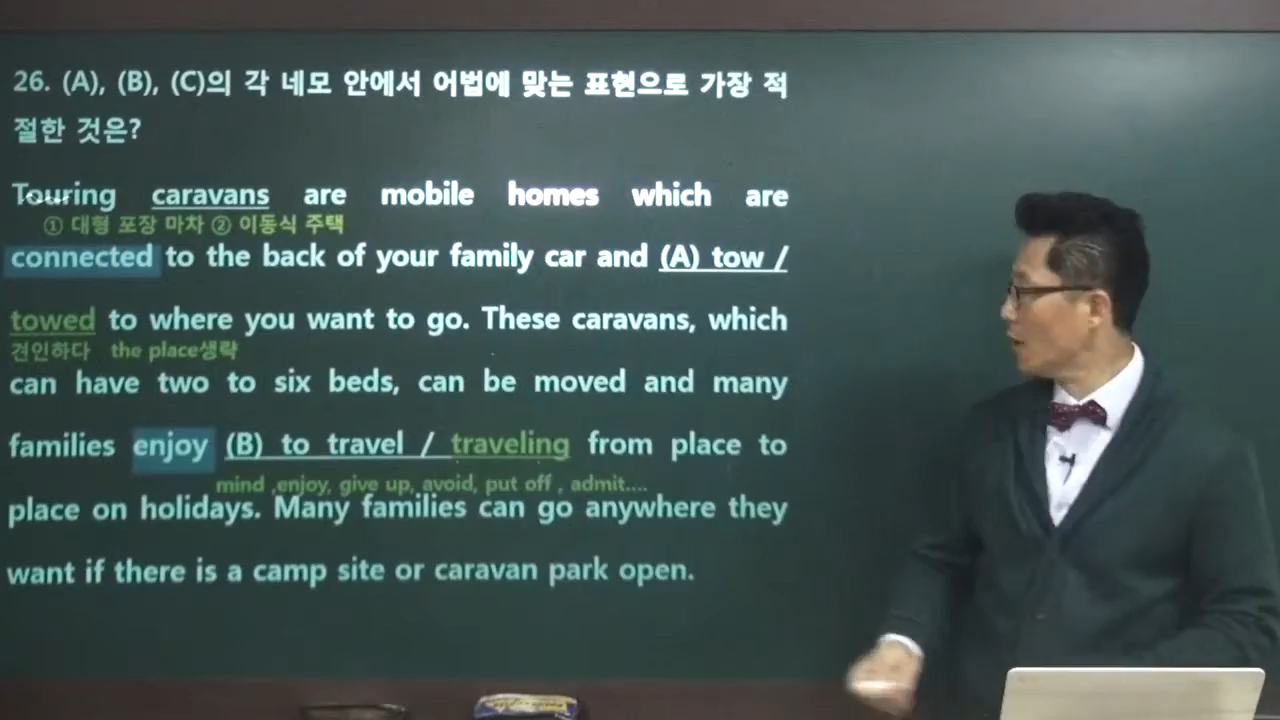 26. (A), (B), (C)의 각 네모 안에서 어법에 맞는 표현으로 가장 적
절한 것은?
Touring caravans are mobile homes which are
① 대형 포장 마차 ② 이동식 주택
connected to the back of your family car and (A) tow /
towed to where you want to go. These caravans, which
견인하다 the place생략
can have two to six beds, can be moved and many
families enjoy (B) to travel / traveling from place to
mind ,enjoy, give up, avoid, put off , admit....
place on holidays. Many families can go anywhere they
want if there is a camp site or caravan park open.